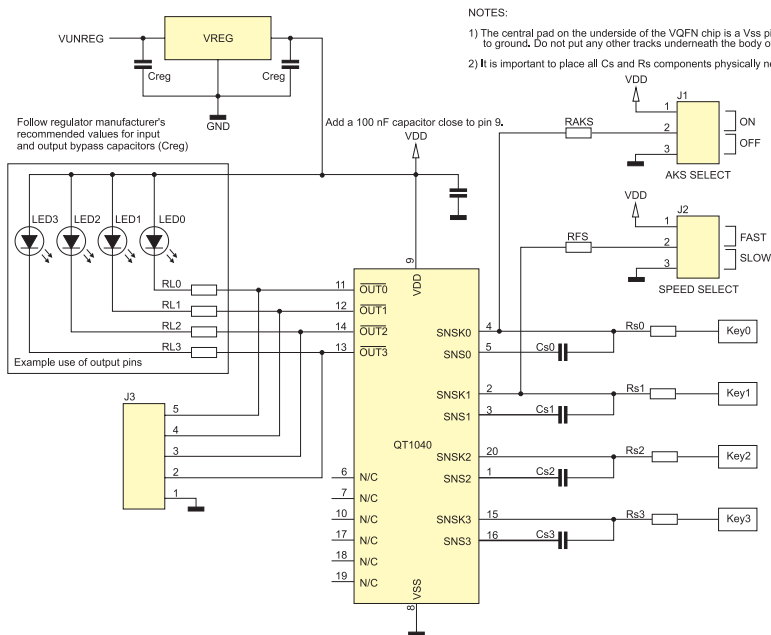 NOTES:
1) The central pad on the underside of the VQFN chip is a Vss
to ground. Do not put any other tracks underneath the body
2) It is important to place all Cs and Rs components physically
VUNREG
VREG
Creg
Creg
GND
Follow regulator manufacturer's
recommended values for input
and output bypass capacitors (Creg)
Add a 100 nF capacitor close to pin 9.
VDD
VDD
J1
1
RAKS
2
3
ON
OFF
AKS SELECT
VDD
J2
1
RFS
2
3
FAST
SLOW
SPEED SELECT
LED3
LED2
LED1
LED0
RL0
RL1
RL2
RL3
Example use of output pins
9
VDD
11
OUT0
12
OUT1
14
OUT2
13
OUT3
QT1040
SNSK0
4
Rs0
Key0
SNS0
5
Cs0
SNSK1
2
Rs1
Key1
SNS1
3
Cs1
SNSK2
20
Rs2
Key2
SNS2
1
Cs2
SNSK3
15
Rs3
Key3
SNS3
16
Cs3
J3
5
4
3
2
1
6
N/C
7
N/C
10
N/C
17
N/C
18
N/C
19
N/C
VSS
8